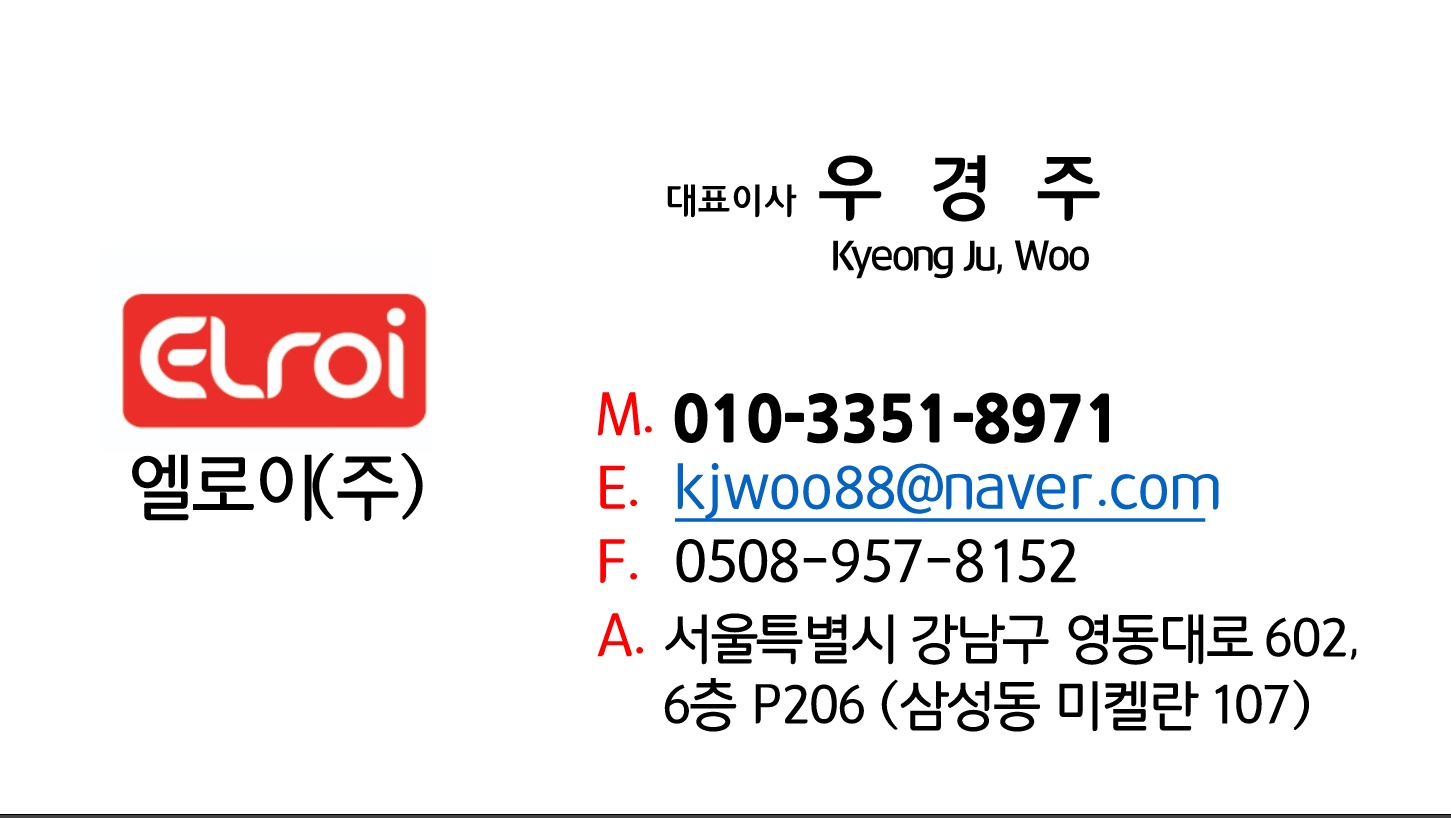 대표이사 우 경 주
Kyeong Ju, Woo
ELroi
엘로이(주)
M. 010-3351-8971
E. kjwoo88@naver.com
F. 0508-957-8152
A. 서울특별시 강남구 영동대로 602,
6층 P206 (삼성동 미켈란 107)